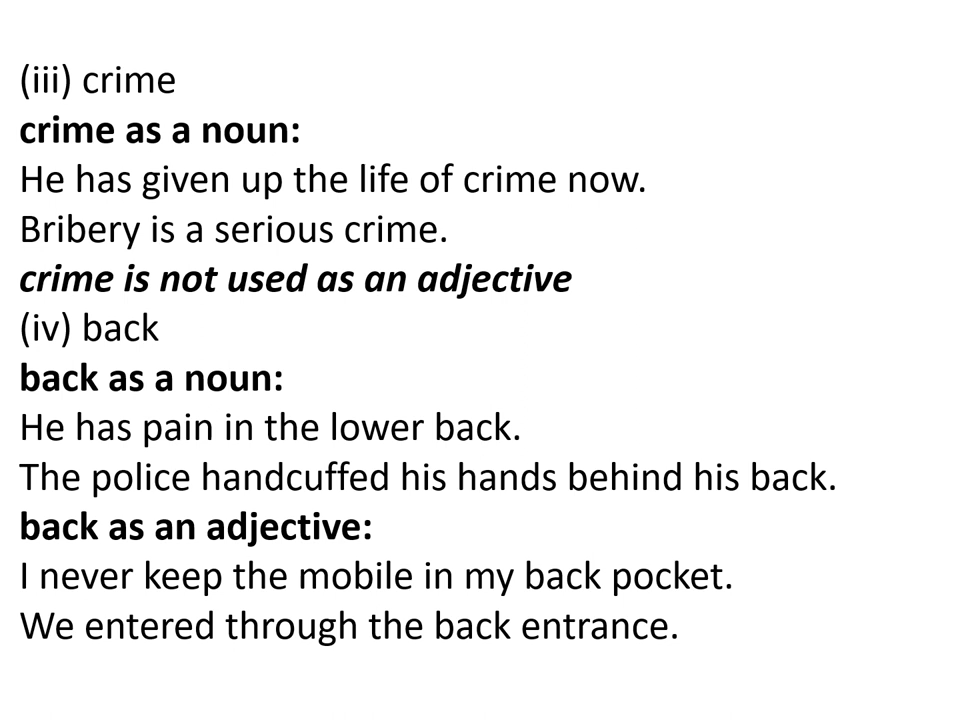 (iii) crime
crime as a noun:
He has given up the life of crime now.
Bribery is a serious crime.
crime is not used as an adjective
(iv) back
back as a noun:
He has pain in the lower back.
The police handcuffed his hands behind his back.
back as an adjective:
I never keep the mobile in my back pocket.
We entered through the back entrance.